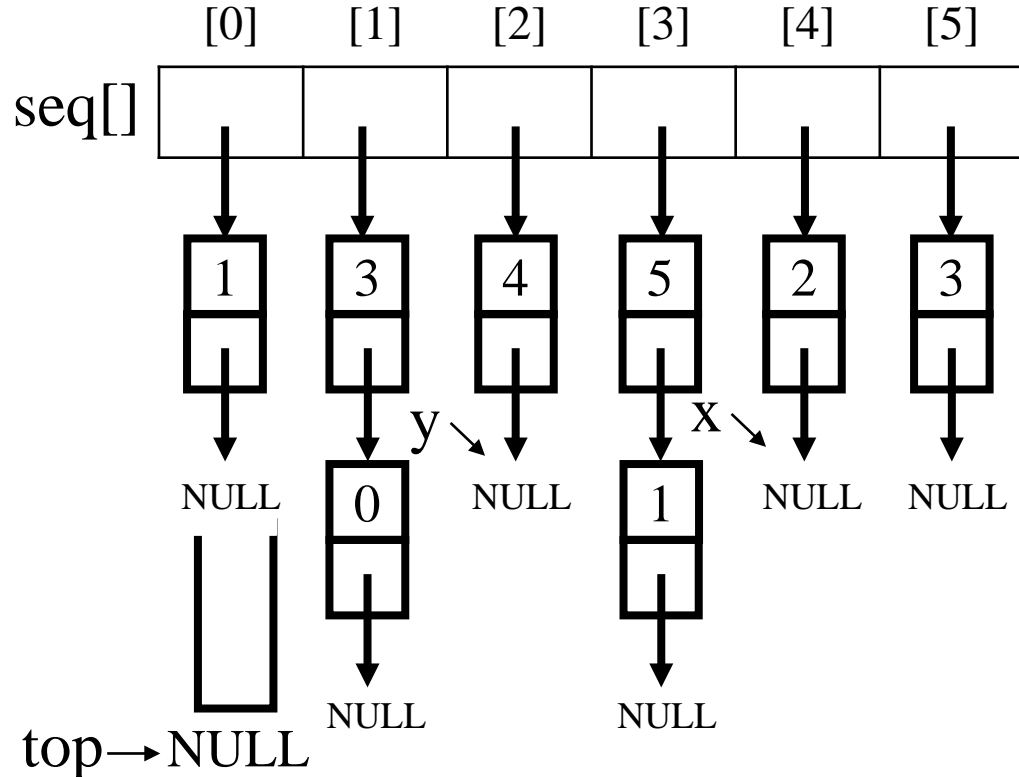 [0] [1] [2] [3] [4] [5]
seq[]
1 3 4 5 2 3
y x
NULL 0 NULL 1 NULL NULL
NULL NULL
top NULL